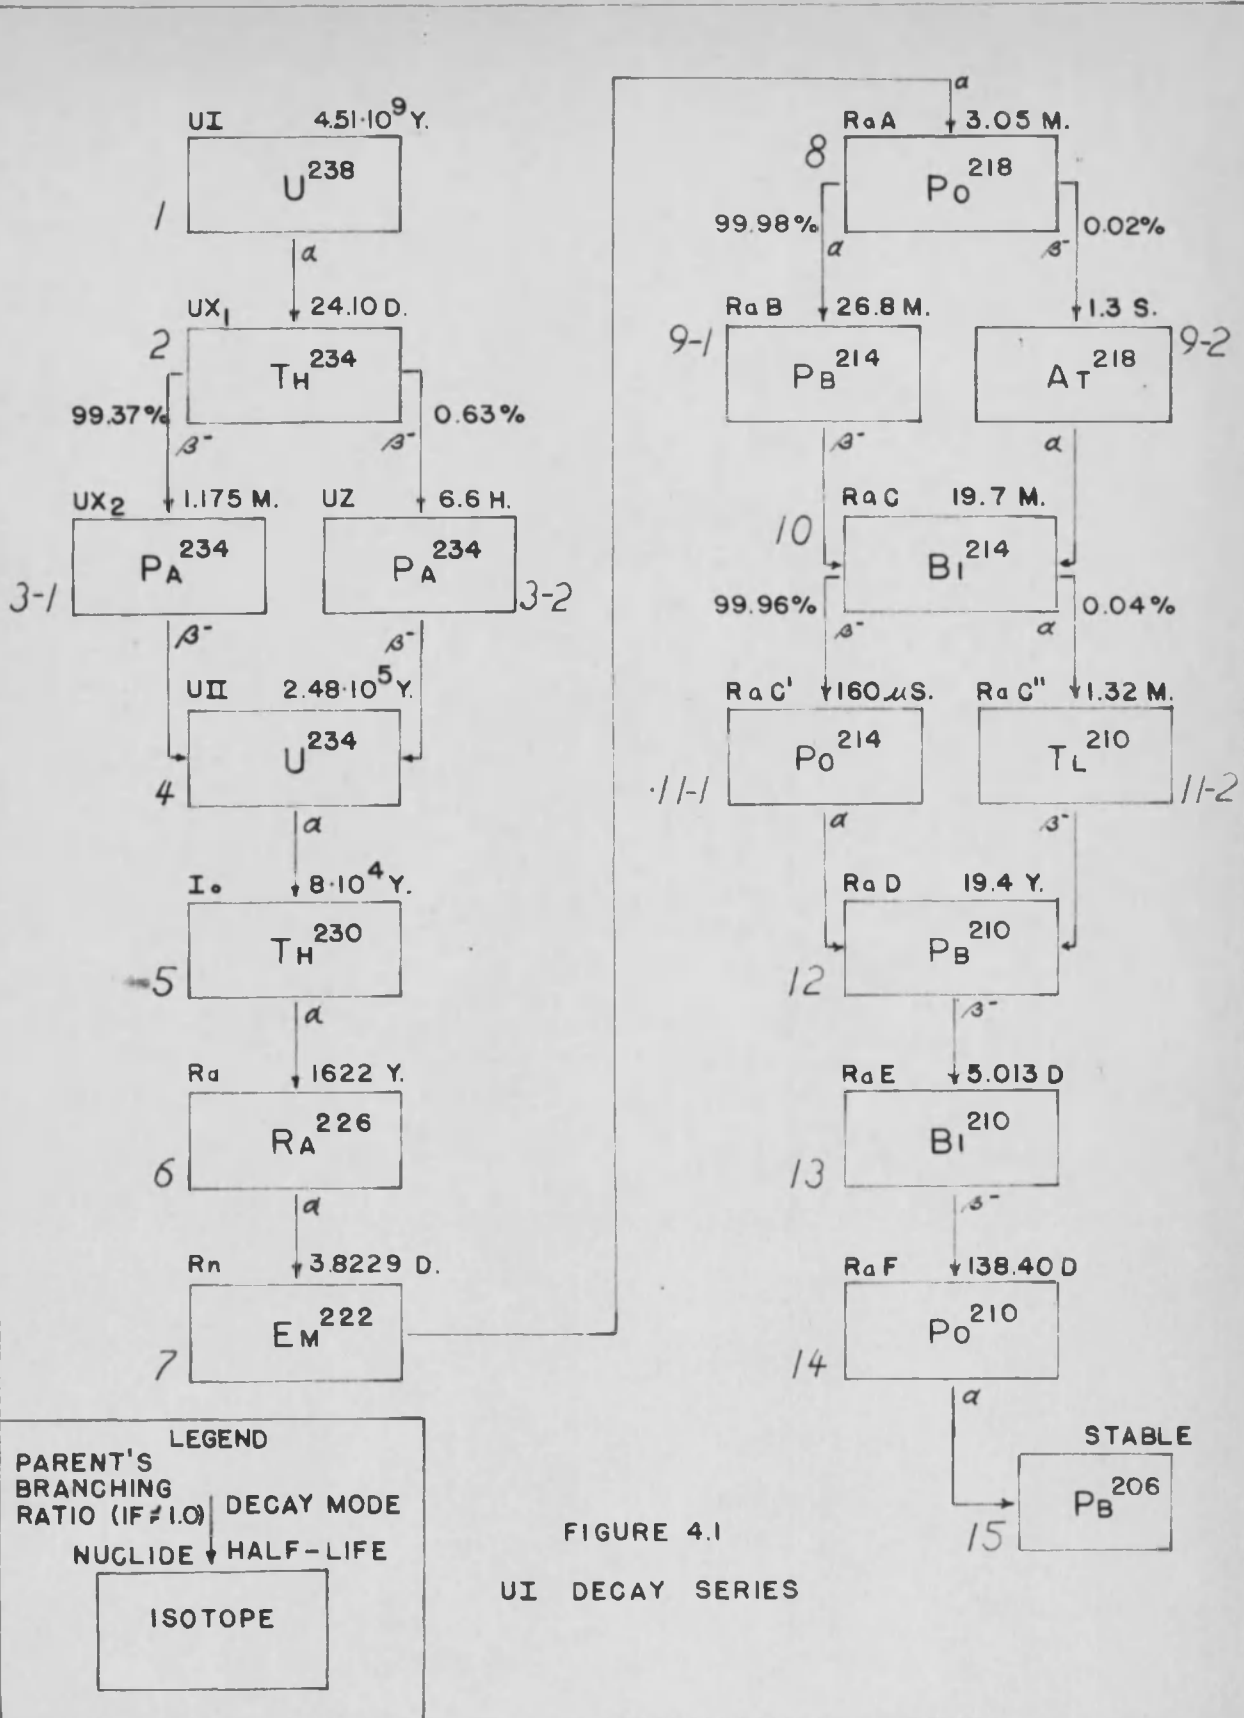 UI 4.51·10⁹ Y.
U²³⁸
1
α
UX₁ 24.10 D.
2
TH²³⁴
99.37% β⁻ β⁻ 0.63%
UX₂ 1.175 M. UZ 6.6 H.
PA²³⁴ PA²³⁴
3-1 3-2
β⁻ β⁻
UII 2.48·10⁵ Y.
U²³⁴
4
α
Io 8·10⁴ Y.
TH²³⁰
5
α
Ra 1622 Y.
RA²²⁶
6
α
Rn 3.8229 D.
EM²²²
7
α
RaA 3.05 M.
8
PO²¹⁸
99.98% α β⁻ 0.02%
RaB 26.8 M. 1.3 S.
9-1 9-2
PB²¹⁴ AT²¹⁸
β⁻ α
RaC 19.7 M.
10
BI²¹⁴
99.96% β⁻ α 0.04%
RaC' 160 μS. RaC" 1.32 M.
PO²¹⁴ TL²¹⁰
11-1 11-2
α β⁻
RaD 19.4 Y.
PB²¹⁰
12
β⁻
RaE 5.013 D
BI²¹⁰
13
β⁻
RaF 138.40 D
PO²¹⁰
14
α
STABLE
PB²⁰⁶
15
LEGEND
PARENT'S
BRANCHING
RATIO (IF ≠ 1.0) DECAY MODE
NUCLIDE HALF-LIFE
ISOTOPE
FIGURE 4.1
UI DECAY SERIES